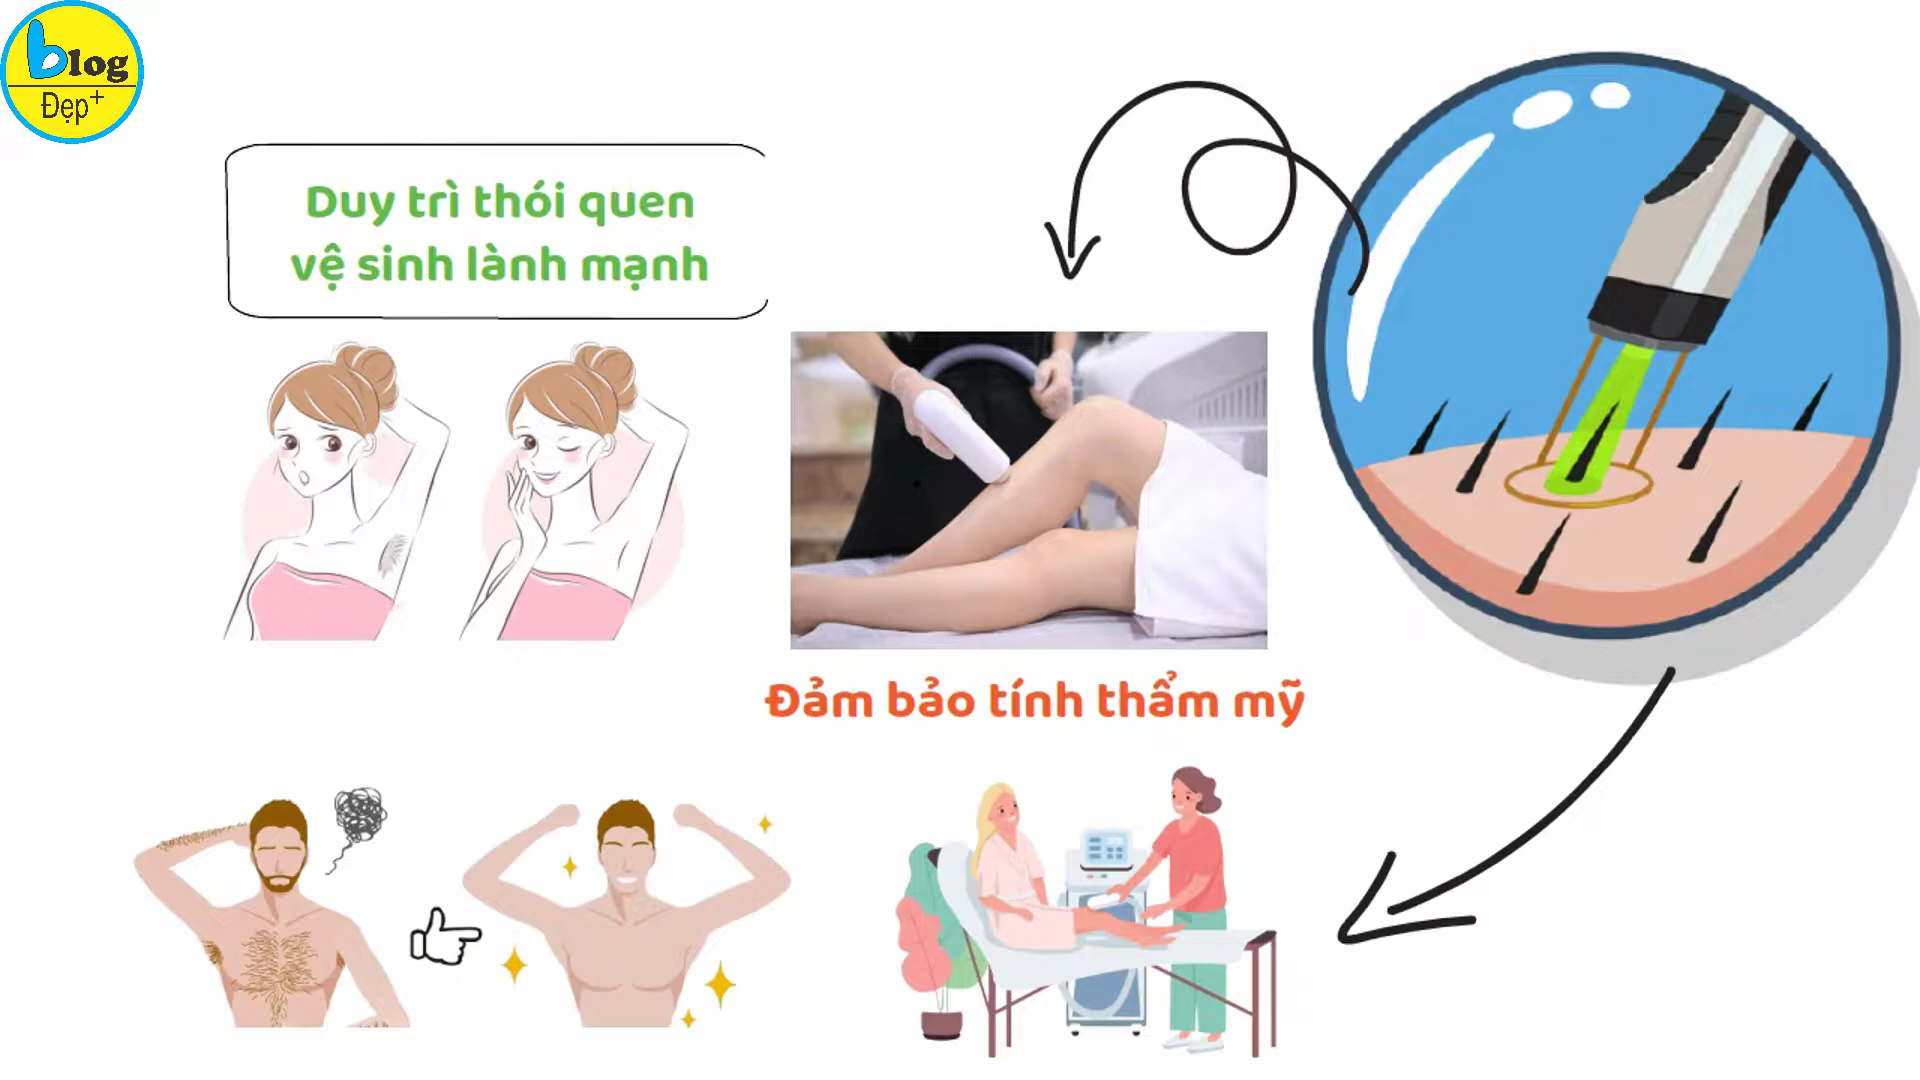 blog
Đẹp+
Duy trì thói quen
vệ sinh lành mạnh
Đảm bảo tính thẩm mỹ